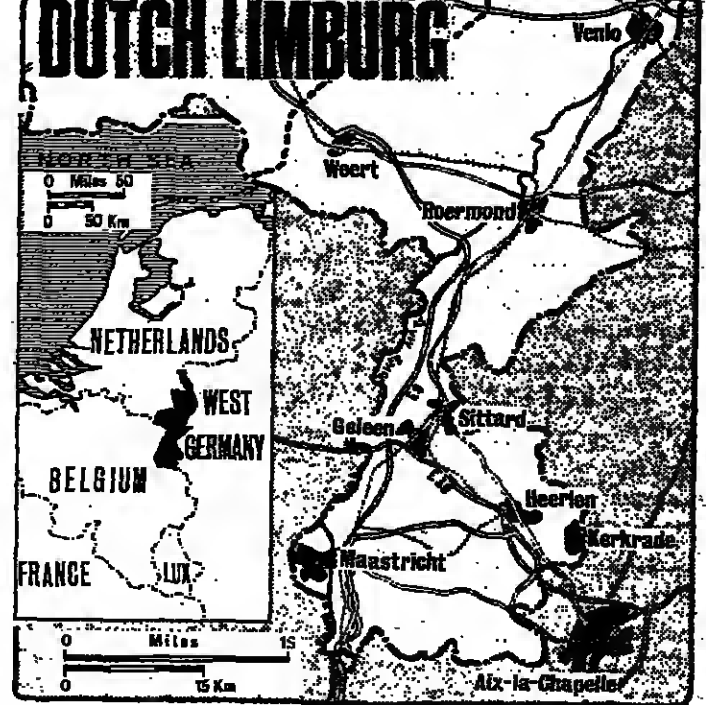 DUTCH LIMBURG
Venlo
NORTH SEA
0 Miles 50
0 50 Km
Weert
Roermond
NETHERLANDS
WEST
GERMANY
Geleen
Sittard
BELGIUM
Heerlen
Kerkrade
Maastricht
FRANCE
LUX
0 Miles 15
0 15 Km
Aix-la-Chapelle